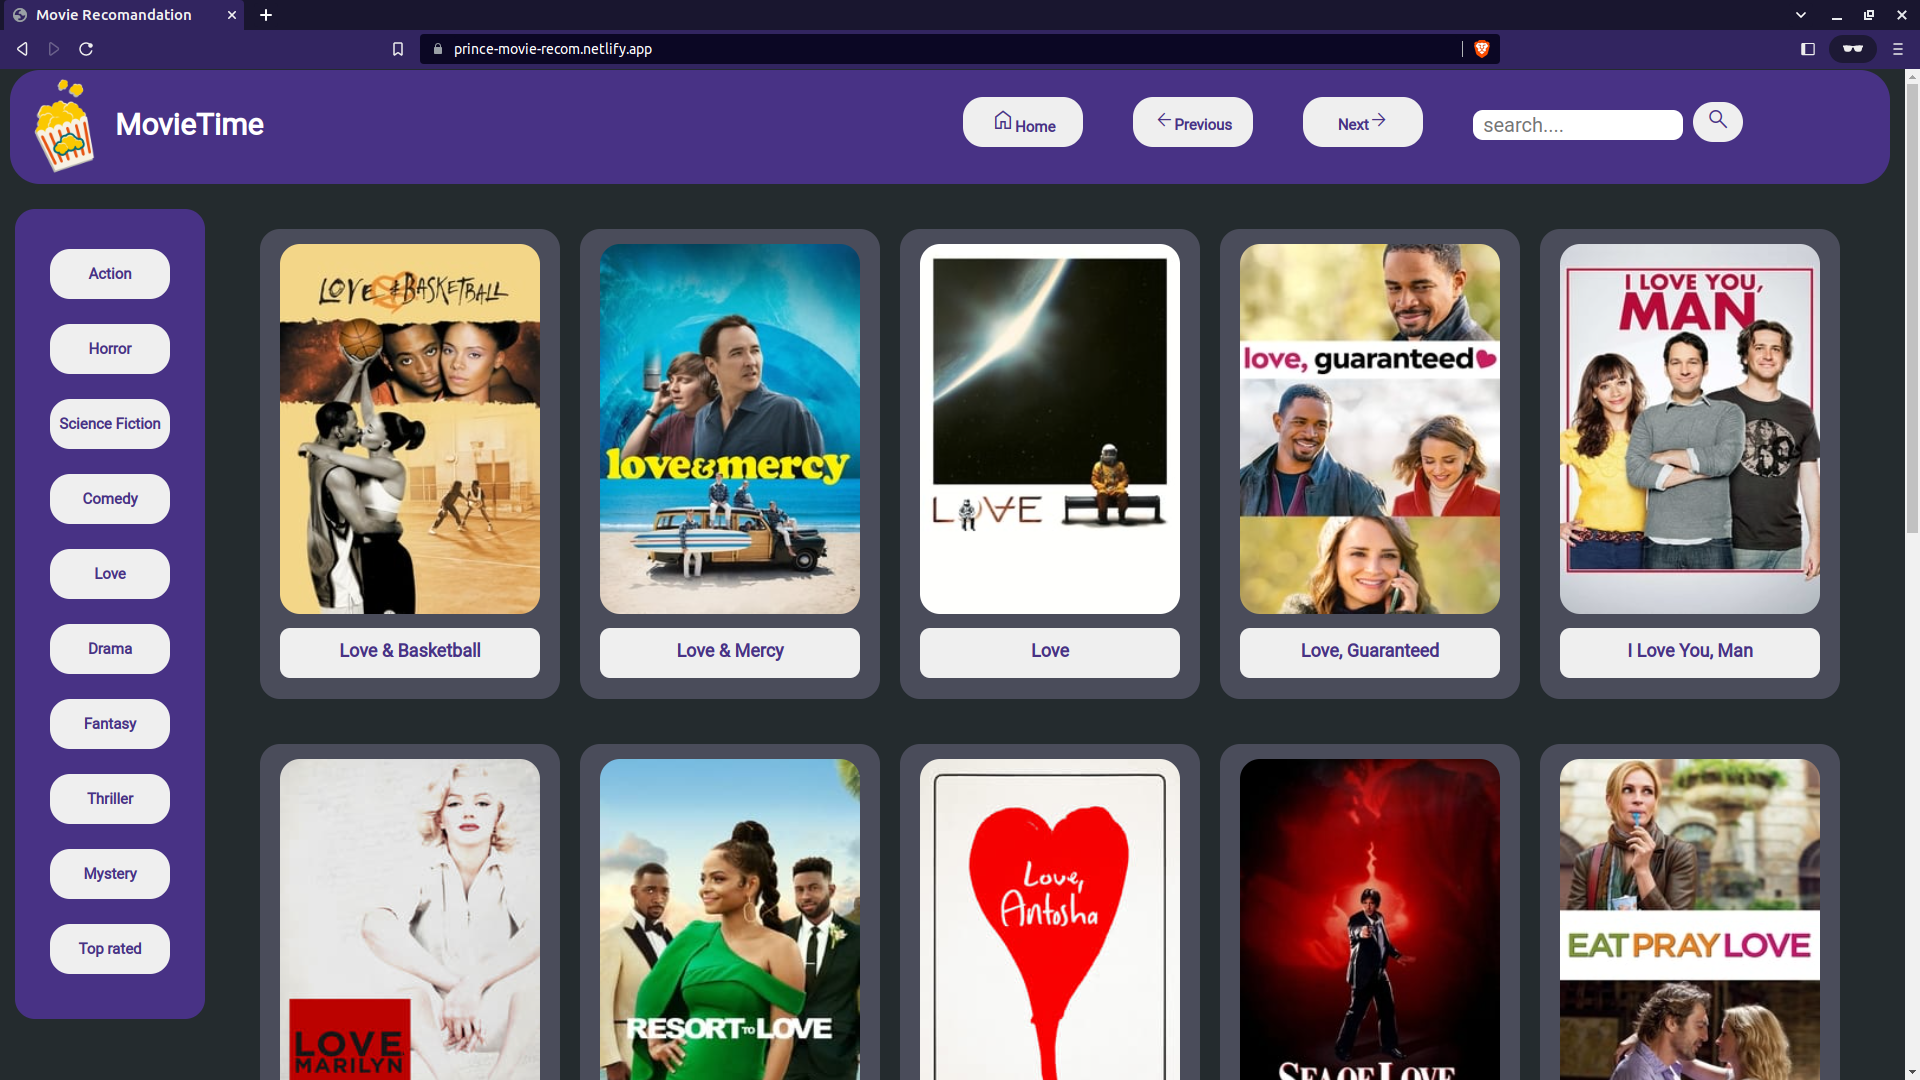 Movie Recomandation
prince-movie-recom.netlify.app
MovieTime
Home
Previous
Next
search....
Action
Horror
Science Fiction
Comedy
Love
Drama
Fantasy
Thriller
Mystery
Top rated
LOVE & BASKETBALL
love&mercy
LOVE
love, guaranteed
I LOVE YOU,
MAN
Love & Basketball
Love & Mercy
Love
Love, Guaranteed
I Love You, Man
LOVE
MARILYN
RESORT TO LOVE
Love,
Antosha
SEA OF LOVE
EAT PRAY LOVE